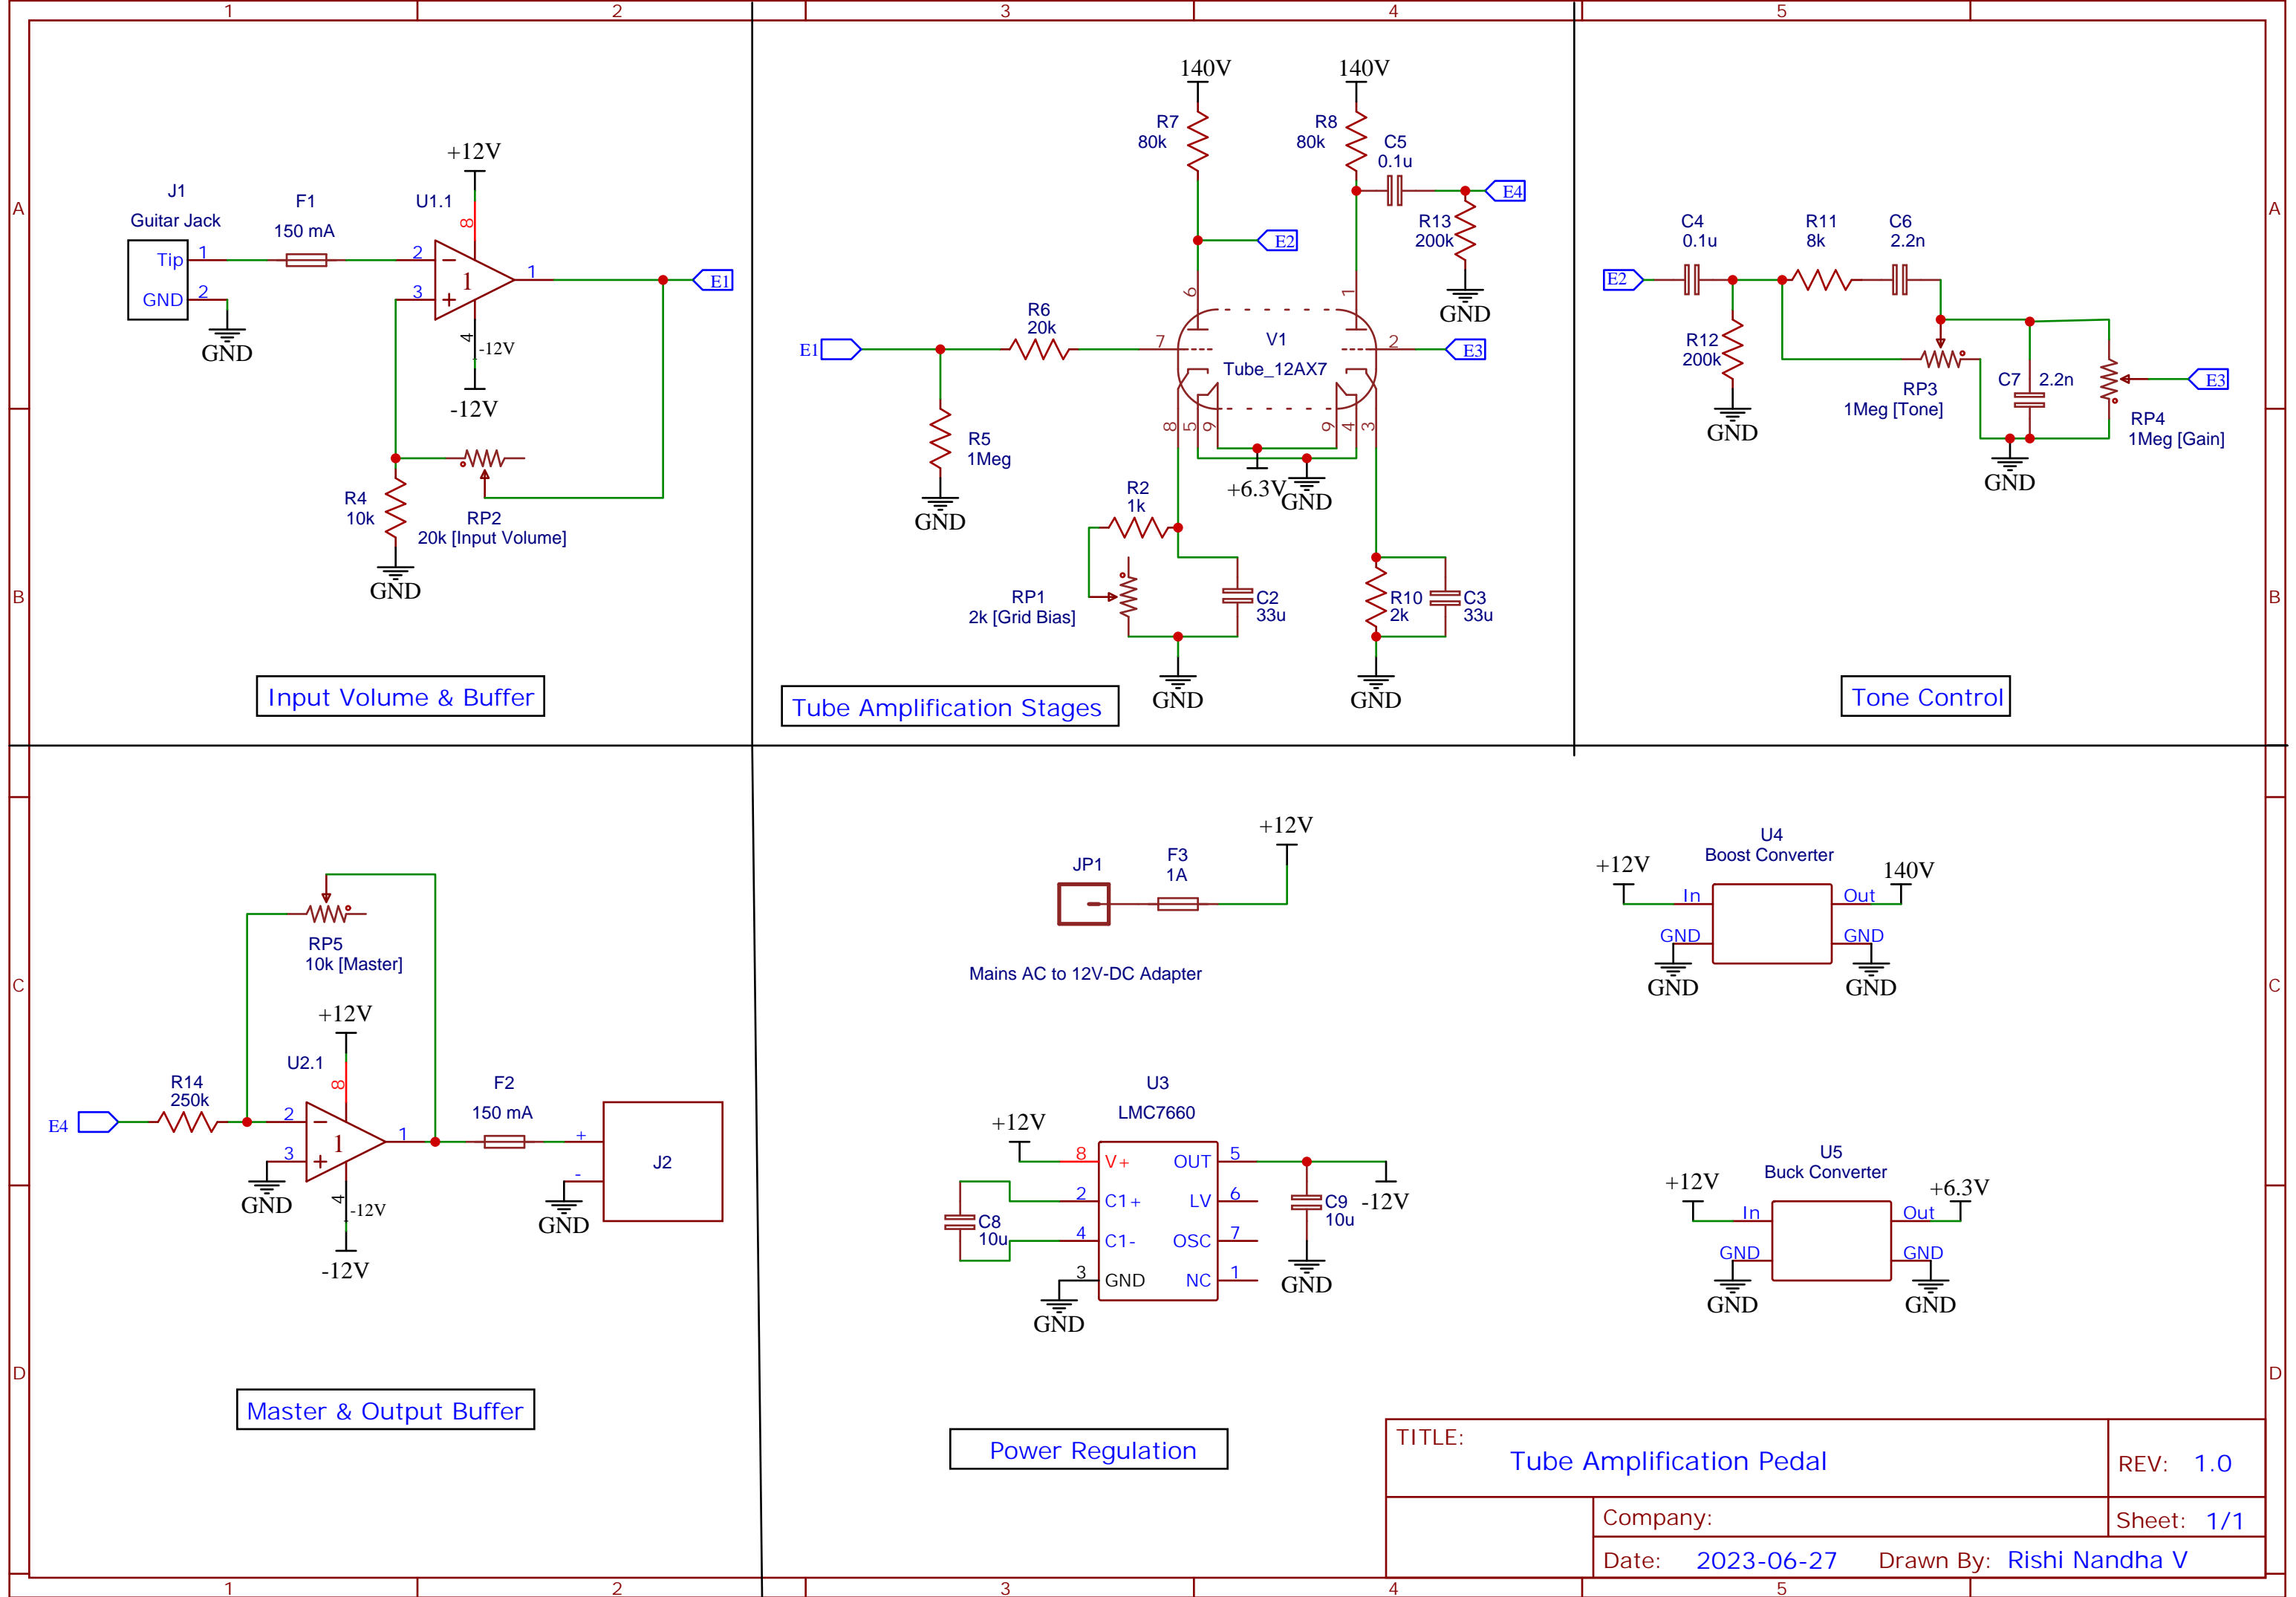 1 2 3 4 5
A
B
C
D
A
B
C
D
J1
Guitar Jack
Tip 1
GND 2
GND
F1
150 mA
+12V
U1.1
8
2
3
1
1
4
-12V
-12V
E1
R4
10k
RP2
20k [Input Volume]
GND
Input Volume & Buffer
140V
140V
R7
80k
R8
80k
C5
0.1u
E4
R13
200k
GND
E2
6
1
E1
R6
20k
7
V1
Tube_12AX7
2
E3
R5
1Meg
GND
8 5 9
9 4 3
+6.3V
GND
R2
1k
RP1
2k [Grid Bias]
C2
33u
R10
2k
C3
33u
GND
GND
Tube Amplification Stages
C4
0.1u
R11
8k
C6
2.2n
E2
R12
200k
GND
RP3
1Meg [Tone]
C7 2.2n
E3
RP4
1Meg [Gain]
GND
Tone Control
RP5
10k [Master]
+12V
U2.1
8
R14
250k
E4
2
3
1
1
4
-12V
-12V
GND
F2
150 mA
+
-
J2
GND
Master & Output Buffer
+12V
JP1
F3
1A
Mains AC to 12V-DC Adapter
U4
Boost Converter
+12V
140V
In
Out
GND
GND
GND
GND
U3
LMC7660
+12V
8 V+ OUT 5
2 C1+ LV 6
4 C1- OSC 7
3 GND NC 1
C8
10u
C9
10u
-12V
GND
GND
U5
Buck Converter
+12V
+6.3V
In
Out
GND
GND
GND
GND
Power Regulation
TITLE:
Tube Amplification Pedal
REV: 1.0
Company:
Sheet: 1/1
Date: 2023-06-27 Drawn By: Rishi Nandha V
1 2 3 4 5